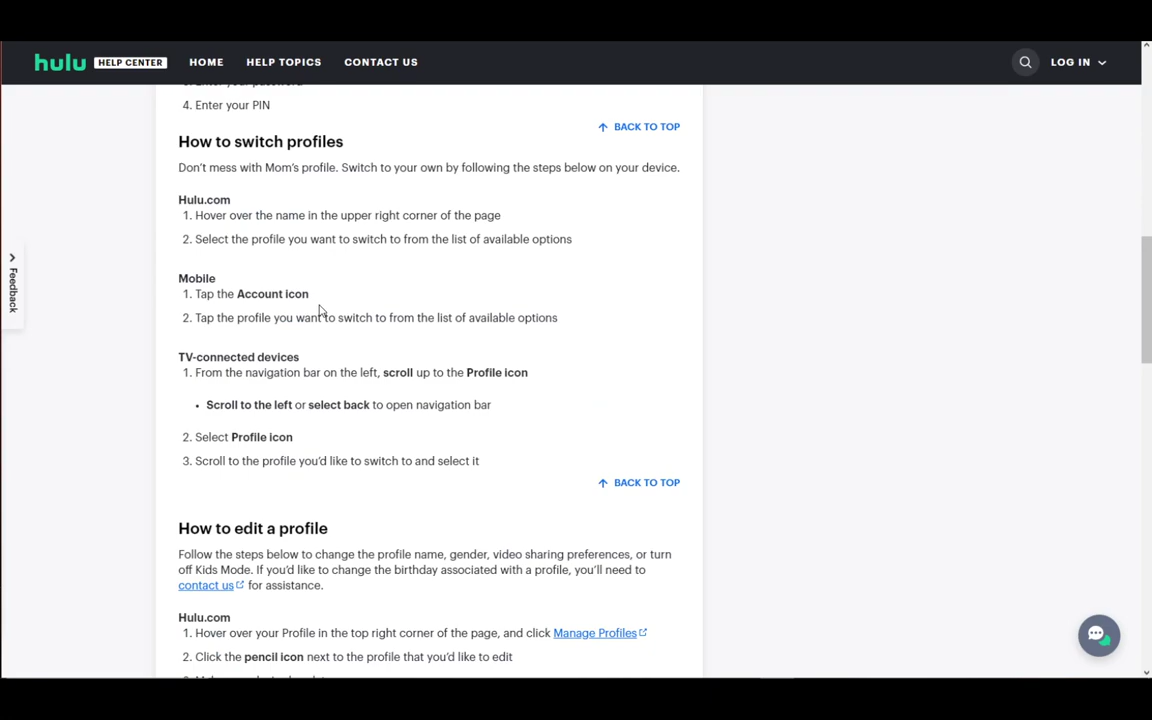 hulu HELP CENTER HOME HELP TOPICS CONTACT US LOG IN
4. Enter your PIN
BACK TO TOP
How to switch profiles
Don't mess with Mom's profile. Switch to your own by following the steps below on your device.
Hulu.com
1. Hover over the name in the upper right corner of the page
2. Select the profile you want to switch to from the list of available options
Feedback
Mobile
1. Tap the Account icon
2. Tap the profile you want to switch to from the list of available options
TV-connected devices
1. From the navigation bar on the left, scroll up to the Profile icon
• Scroll to the left or select back to open navigation bar
2. Select Profile icon
3. Scroll to the profile you'd like to switch to and select it
BACK TO TOP
How to edit a profile
Follow the steps below to change the profile name, gender, video sharing preferences, or turn
off Kids Mode. If you'd like to change the birthday associated with a profile, you'll need to
contact us for assistance.
Hulu.com
1. Hover over your Profile in the top right corner of the page, and click Manage Profiles
2. Click the pencil icon next to the profile that you'd like to edit